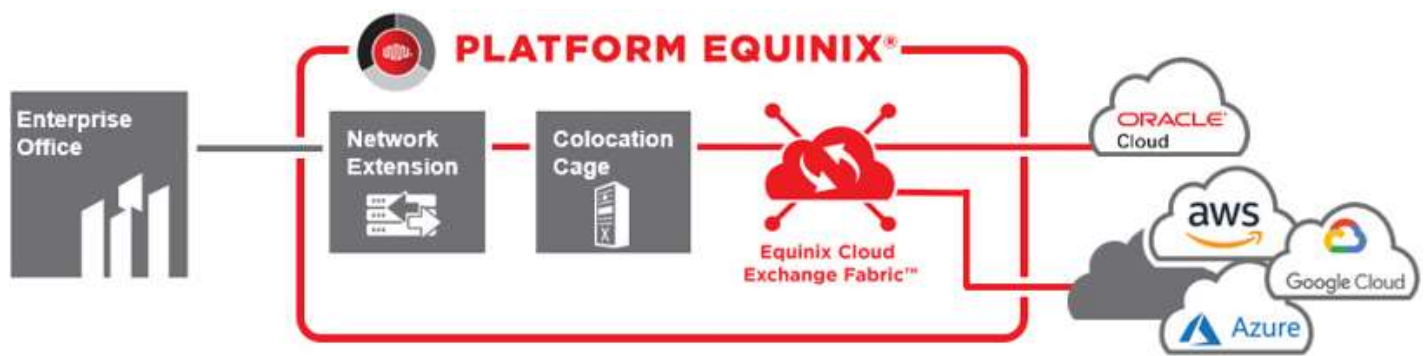 PLATFORM EQUINIX®
Enterprise
Office
Network
Extension
Colocation
Cage
Equinix Cloud
Exchange Fabric™
ORACLE®
Cloud
aws
Google Cloud
Azure